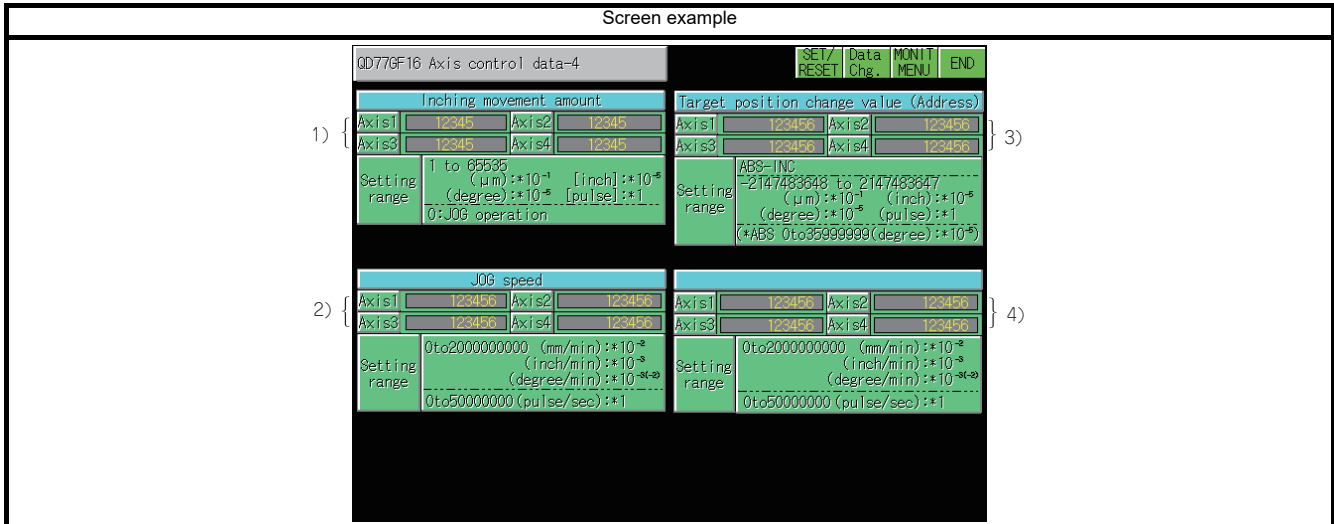 Screen example
QD77GF16 Axis control data-4
SET/ RESET
Data Chg.
MONIT MENU
END
Inching movement amount
1)
Axis1 12345 Axis2 12345
Axis3 12345 Axis4 12345
Setting range
1 to 65535
(μm):*10⁻¹ [inch]:*10⁻⁵
(degree):*10⁻⁵ [pulse]:*1
0:JOG operation
Target position change value (Address)
Axis1 123456 Axis2 123456
Axis3 123456 Axis4 123456
3)
Setting range
ABS-INC
-2147483648 to 2147483647
(μm):*10⁻¹ (inch):*10⁻⁵
(degree):*10⁻⁵ (pulse):*1
(*ABS 0to35999999(degree):*10⁻⁵)
JOG speed
2)
Axis1 123456 Axis2 123456
Axis3 123456 Axis4 123456
Setting range
0to2000000000 (mm/min):*10⁻²
(inch/min):*10⁻³
(degree/min):*10⁻³⁽⁻²⁾
0to50000000(pulse/sec):*1
Axis1 123456 Axis2 123456
Axis3 123456 Axis4 123456
4)
Setting range
0to2000000000 (mm/min):*10⁻²
(inch/min):*10⁻³
(degree/min):*10⁻³⁽⁻²⁾
0to50000000(pulse/sec):*1